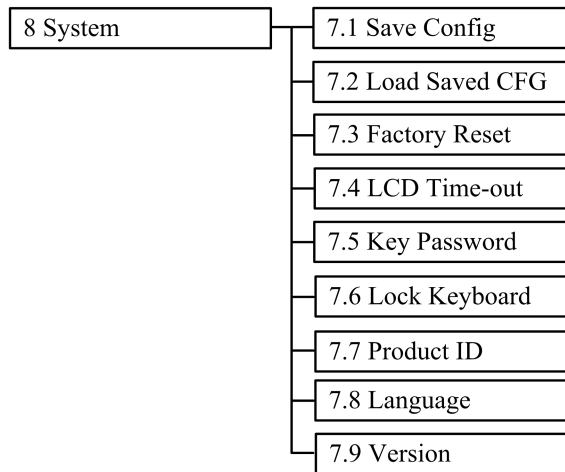 8 System
7.1 Save Config
7.2 Load Saved CFG
7.3 Factory Reset
7.4 LCD Time-out
7.5 Key Password
7.6 Lock Keyboard
7.7 Product ID
7.8 Language
7.9 Version